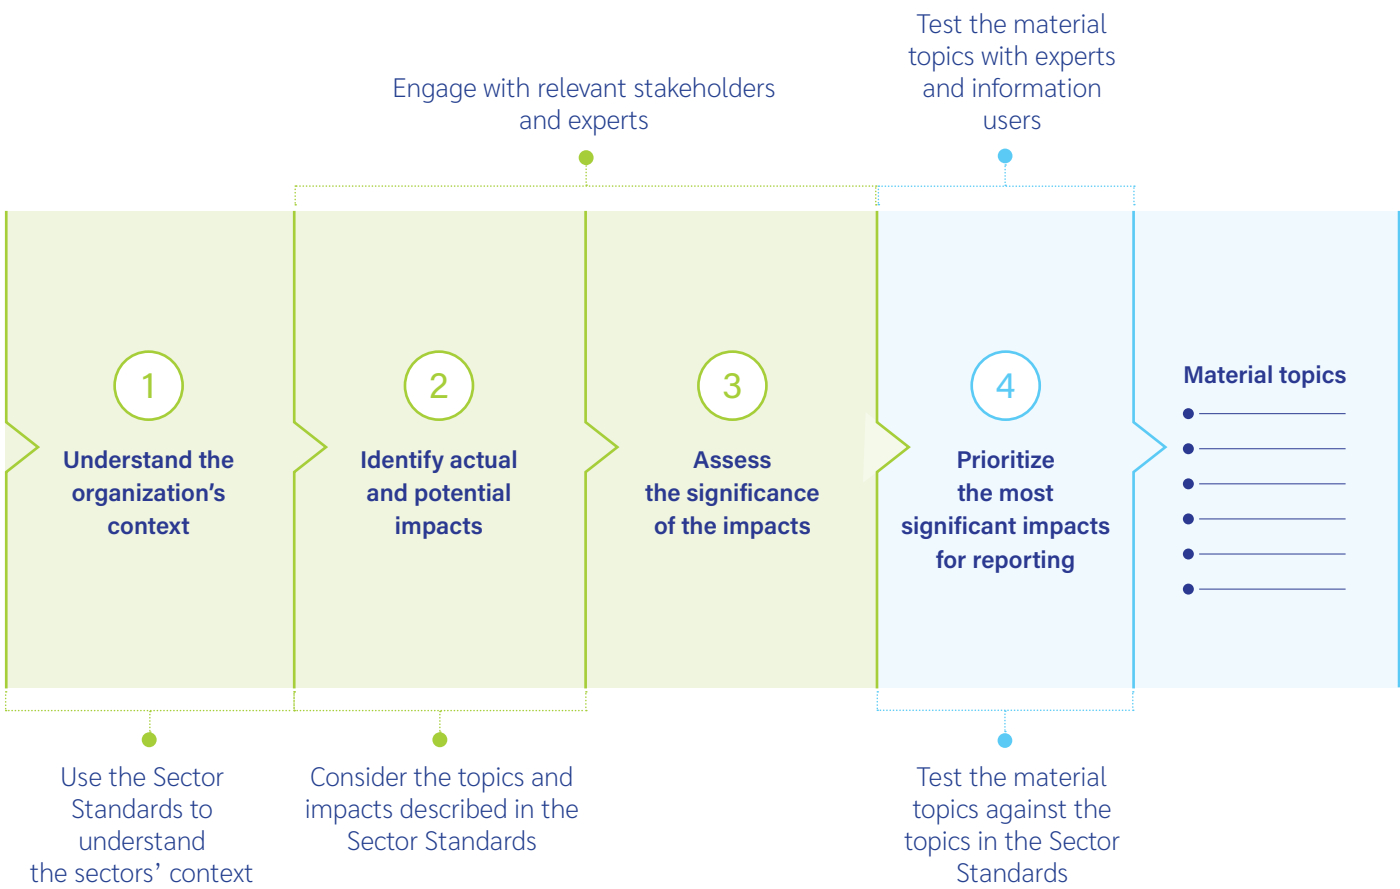 Engage with relevant stakeholders
and experts
Test the material
topics with experts
and information
users
1
Understand the
organization's
context
2
Identify actual
and potential
impacts
3
Assess
the significance
of the impacts
4
Prioritize
the most
significant impacts
for reporting
Material topics
Use the Sector
Standards to
understand
the sectors’ context
Consider the topics and
impacts described in the
Sector Standards
Test the material
topics against the
topics in the Sector
Standards